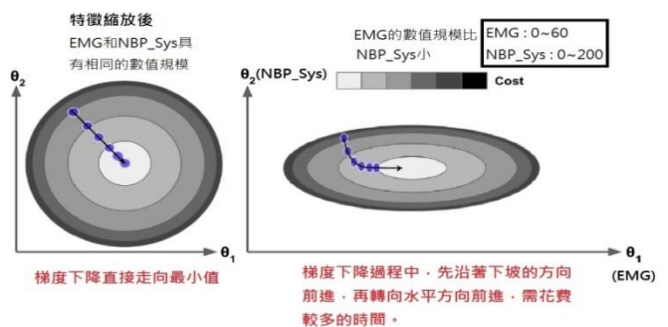 特徵縮放後
EMG和NBP_Sys具
有相同的數值規模
θ2
θ1
梯度下降直接走向最小值
EMG的數值規模比
NBP_Sys小
EMG : 0~60
NBP_Sys : 0~200
θ2(NBP_Sys)
Cost
θ1
(EMG)
梯度下降過程中，先沿著下坡的方向
前進，再轉向水平方向前進，需花費
較多的時間。